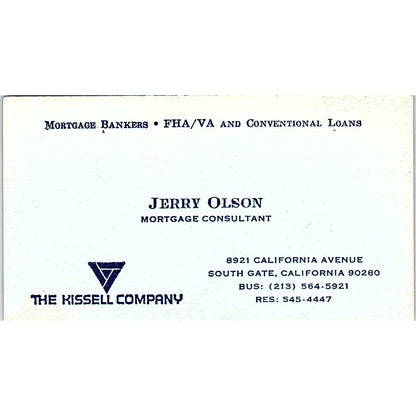 Mortgage Bankers • FHA/VA and Conventional Loans
Jerry Olson
MORTGAGE CONSULTANT
8921 CALIFORNIA AVENUE
SOUTH GATE, CALIFORNIA 90280
BUS: (213) 564-5921
RES: 545-4447
THE KISSELL COMPANY